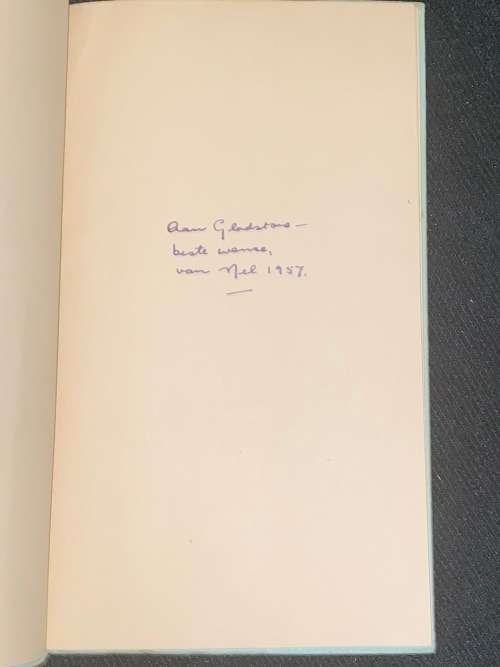 Aan Gladstone —
beste wense,
van Nel 1957.